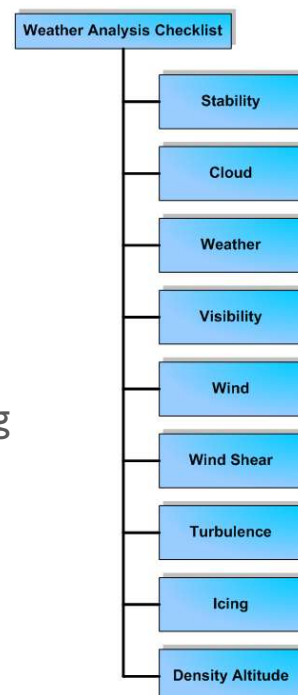 Weather Analysis Checklist
Stability
Cloud
Weather
Visibility
Wind
g
Wind Shear
Turbulence
Icing
Density Altitude